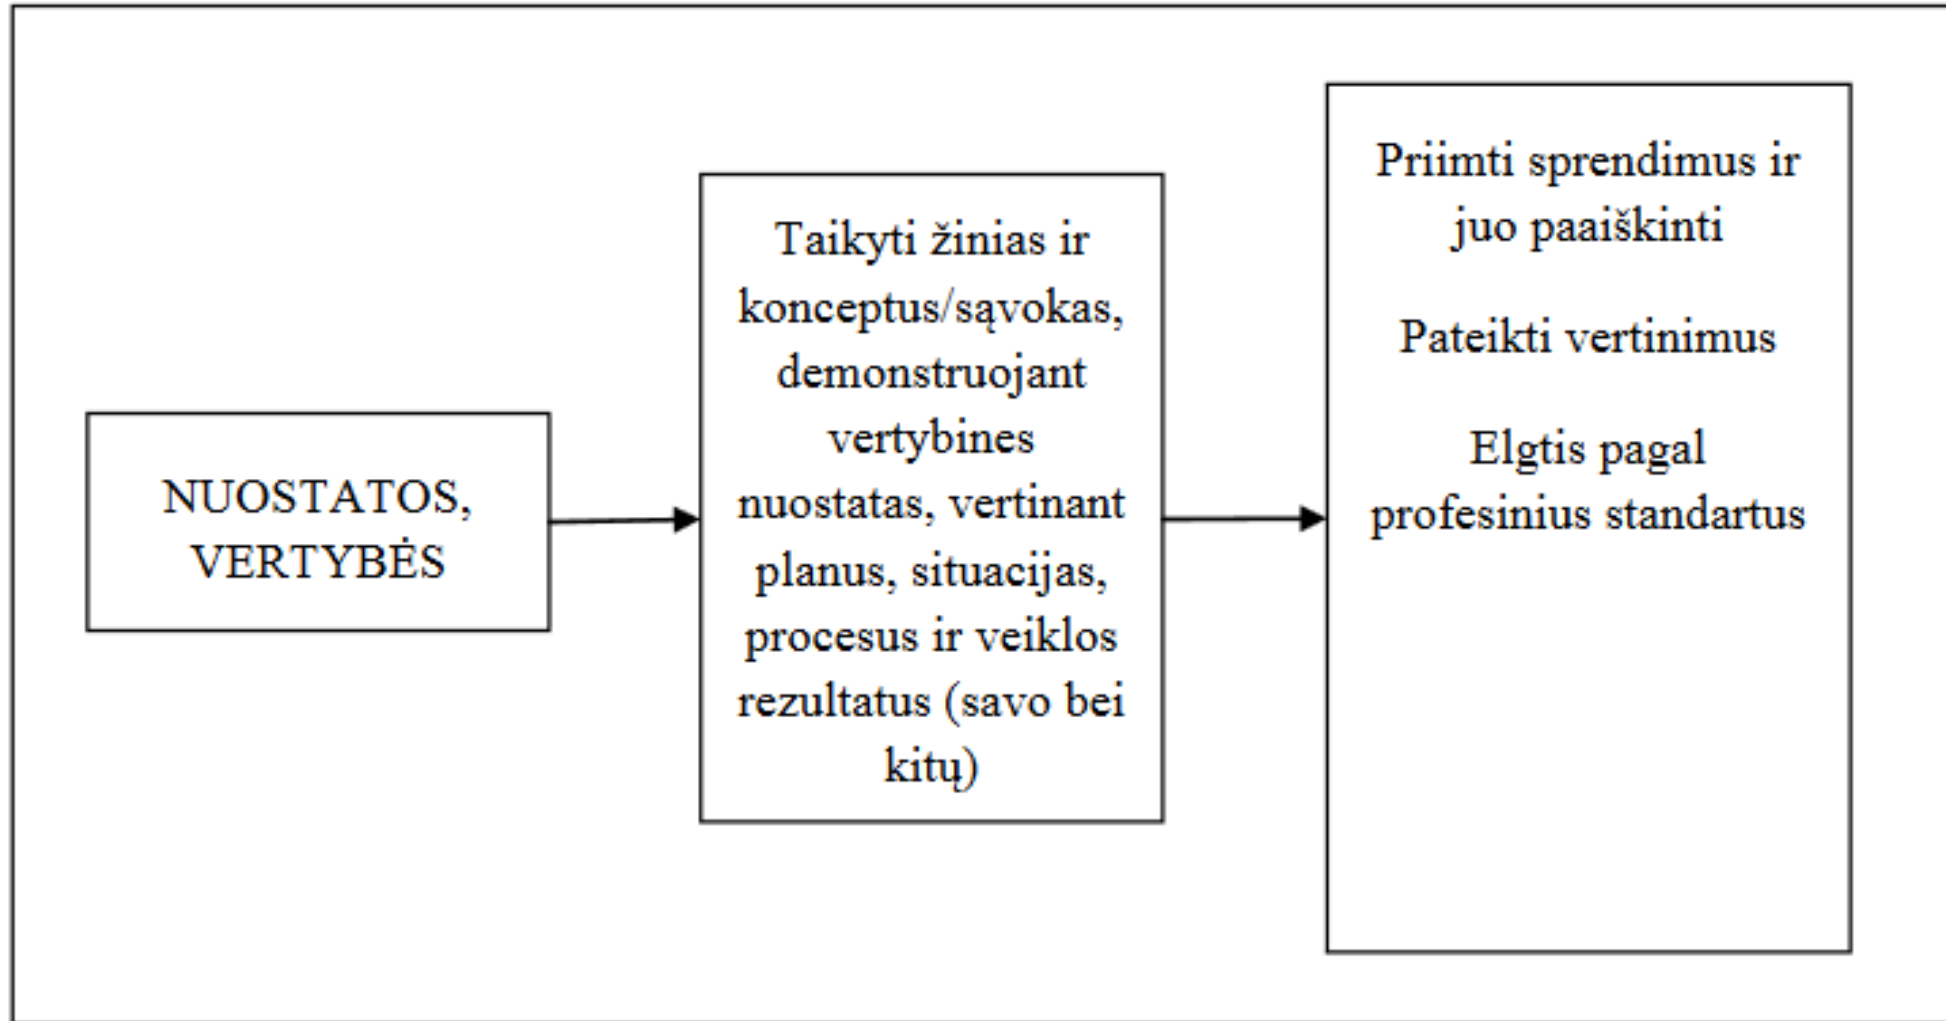 NUOSTATOS,
VERTYBĖS
Taikyti žinias ir
konceptus/sąvokas,
demonstruojant
vertybines
nuostatas, vertinant
planus, situacijas,
procesus ir veiklos
rezultatus (savo bei
kitų)
Priimti sprendimus ir
juo paaiškinti
Pateikti vertinimus
Elgtis pagal
profesinius standartus